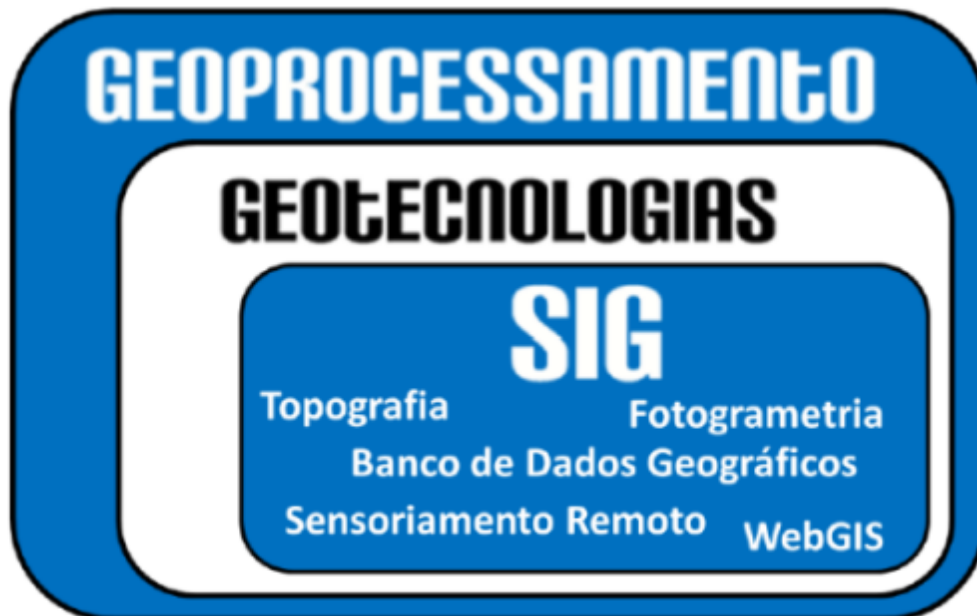 GEOPROCESSAMENTO
GEOTECNOLOGIAS
SIG
Topografia
Fotogrametria
Banco de Dados Geográficos
Sensoriamento Remoto
WebGIS